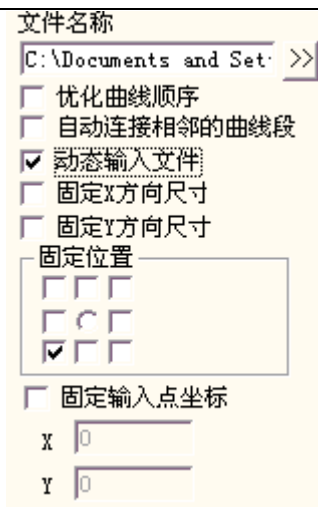 文件名称
C:\Documents and Set >>
优化曲线顺序
自动连接相邻的曲线段
动态输入文件
固定X方向尺寸
固定Y方向尺寸
固定位置
固定输入点坐标
X 0
Y 0